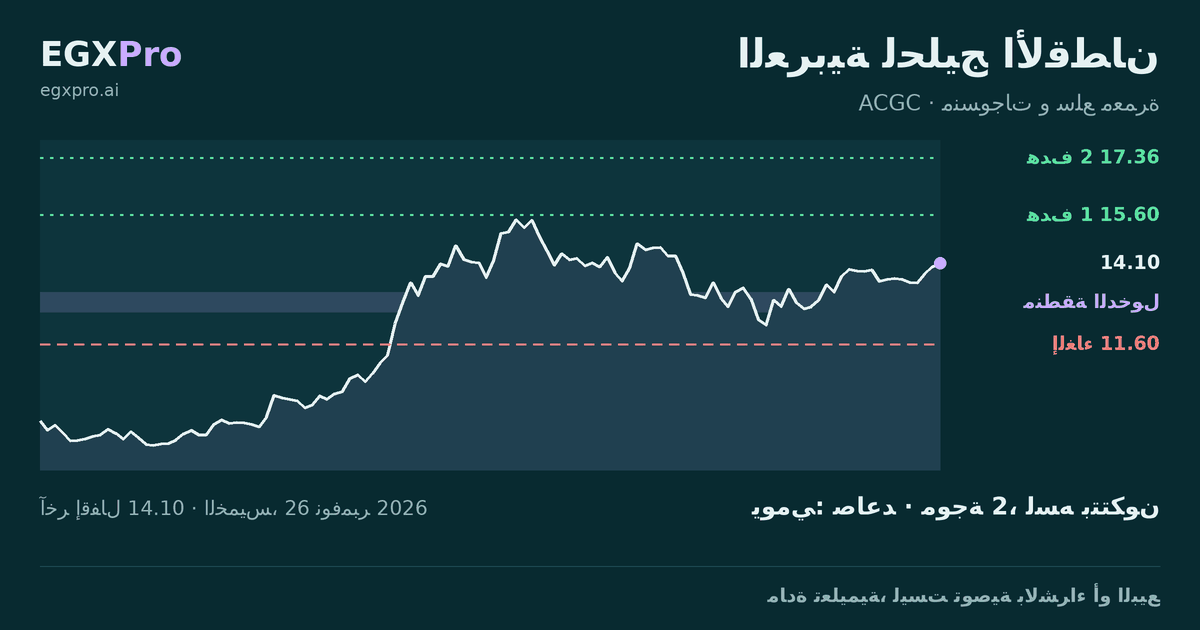 EGXPro
egxpro.ai
العربية لحليج الأقطان
ACGC · منسوجات و سلع معمرة
هدف 2 17.36
هدف 1 15.60
14.10
منطقة الدخول
إلغاء 11.60
يومي: صاعد · موجة 2، لسه بتتكون
آخر إقفال 14.10 · الخميس، 26 نوفمبر 2026
مادة تعليمية، ليست توصية بالشراء أو البيع